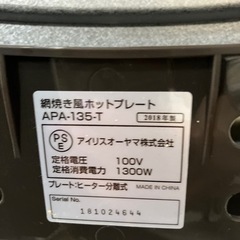 網焼き風ホットプレート
APA-135-T 2018年製
PS
E
アイリスオーヤマ株式会社
定格電圧 100V
定格消費電力 1300W
プレート:ヒーター分離式 MADE IN CHINA
Serial No.
181024644